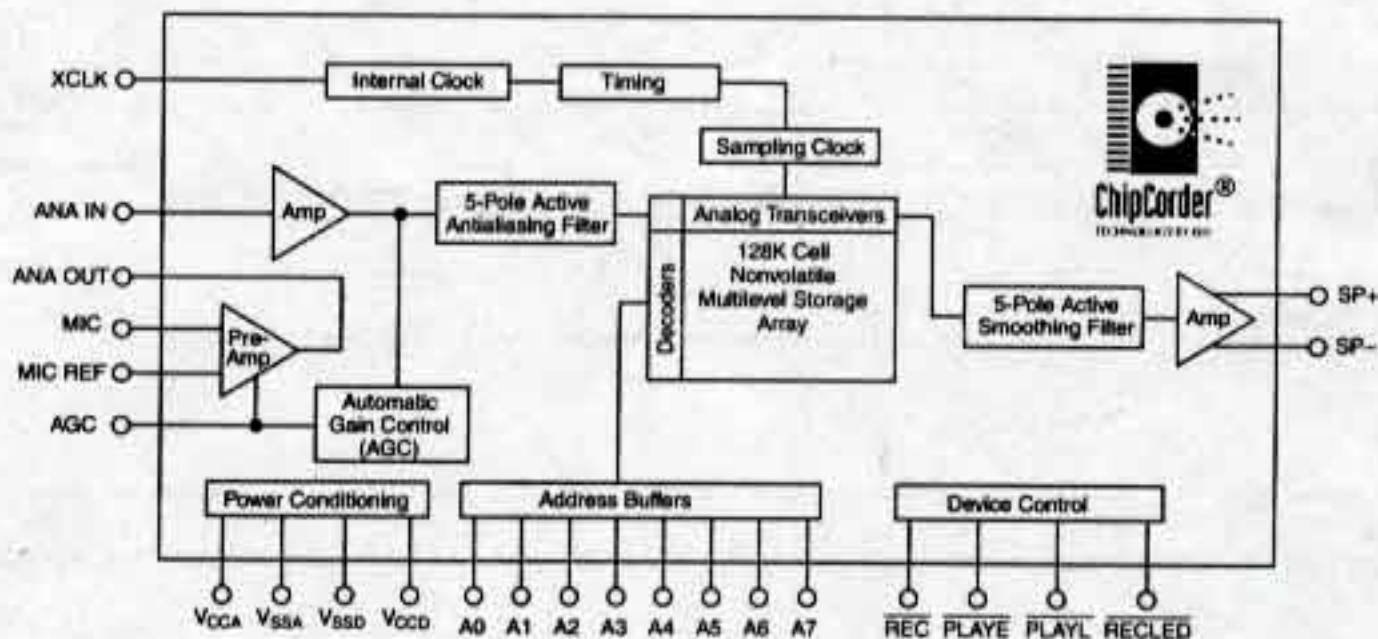 XCLK
Internal Clock
Timing
Sampling Clock
ChipCorder®
ANA IN
Amp
5-Pole Active
Antialiasing Filter
Analog Transceivers
Decoders
128K Cell
Nonvolatile
Multilevel Storage
Array
ANA OUT
MIC
Pre-
Amp
MIC REF
5-Pole Active
Smoothing Filter
Amp
SP+
SP–
AGC
Automatic
Gain Control
(AGC)
Power Conditioning
Address Buffers
Device Control
VCCA VSSA VSSD VCCD A0 A1 A2 A3 A4 A5 A6 A7 REC PLAYE PLAYL RECLED